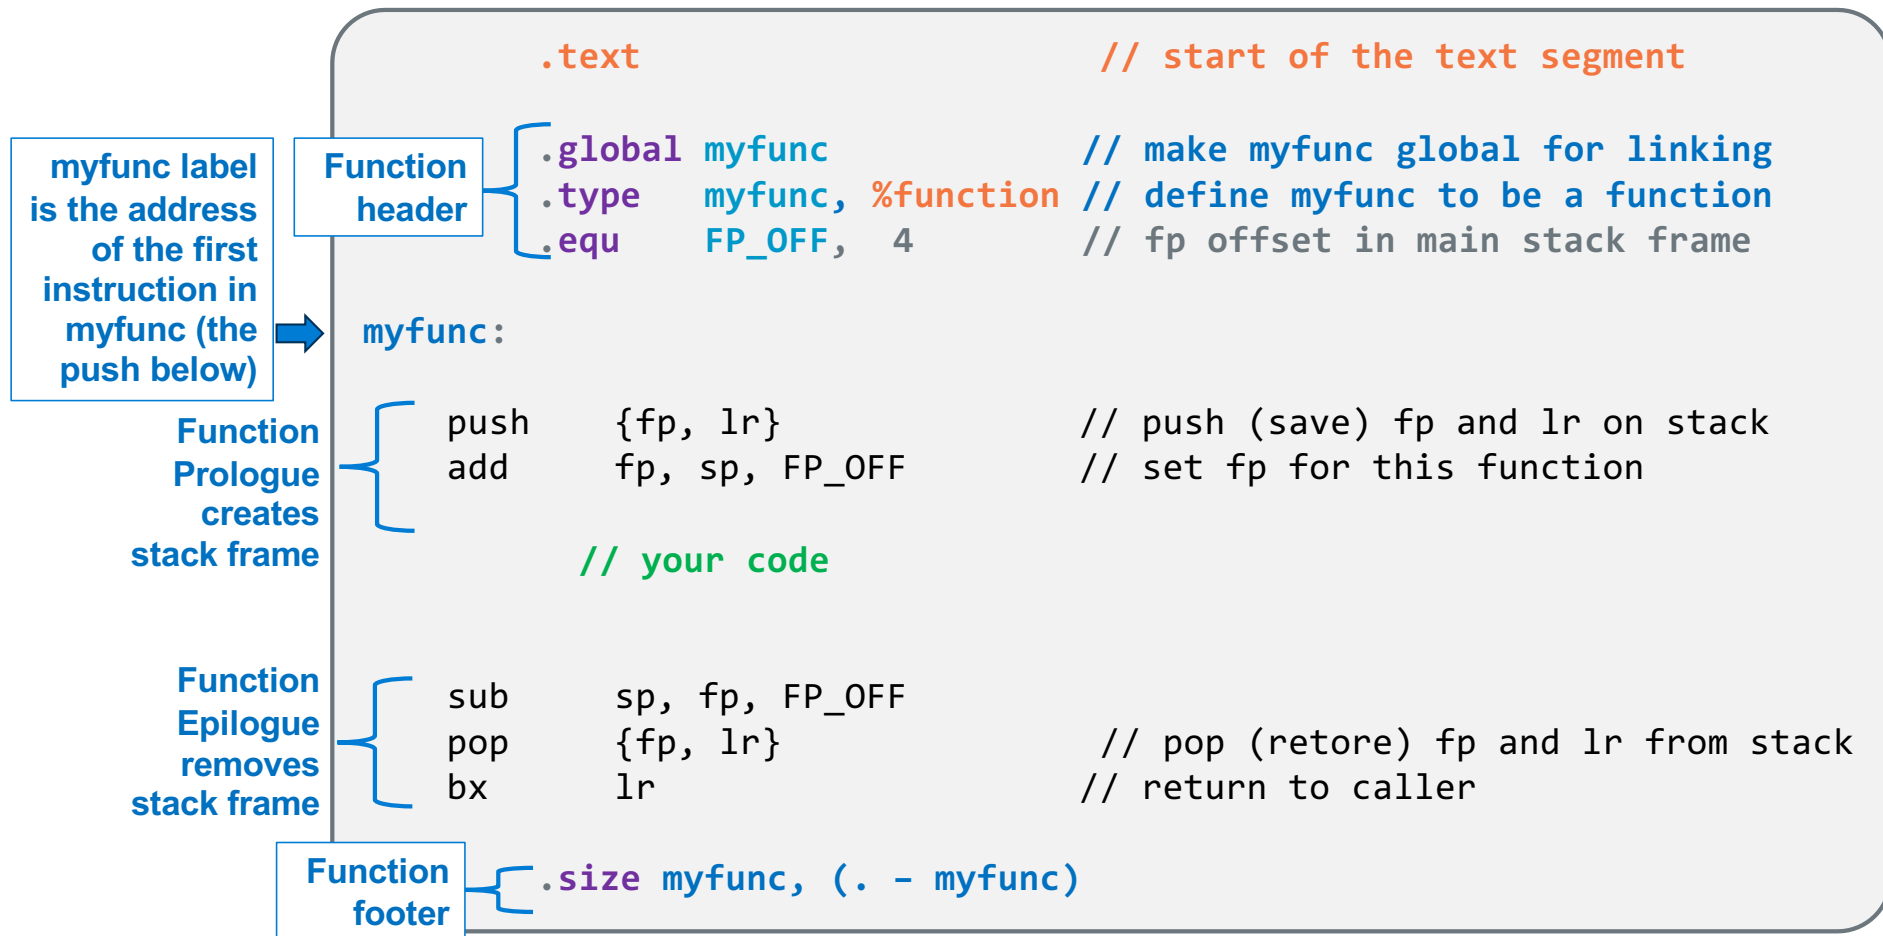 .text // start of the text segment
myfunc label
is the address
of the first
instruction in
myfunc (the
push below)
Function
header
.global myfunc // make myfunc global for linking
.type myfunc, %function // define myfunc to be a function
.equ FP_OFF, 4 // fp offset in main stack frame
myfunc:
Function
Prologue
creates
stack frame
push {fp, lr} // push (save) fp and lr on stack
add fp, sp, FP_OFF // set fp for this function
// your code
Function
Epilogue
removes
stack frame
sub sp, fp, FP_OFF
pop {fp, lr} // pop (retore) fp and lr from stack
bx lr // return to caller
Function
footer
.size myfunc, (. – myfunc)